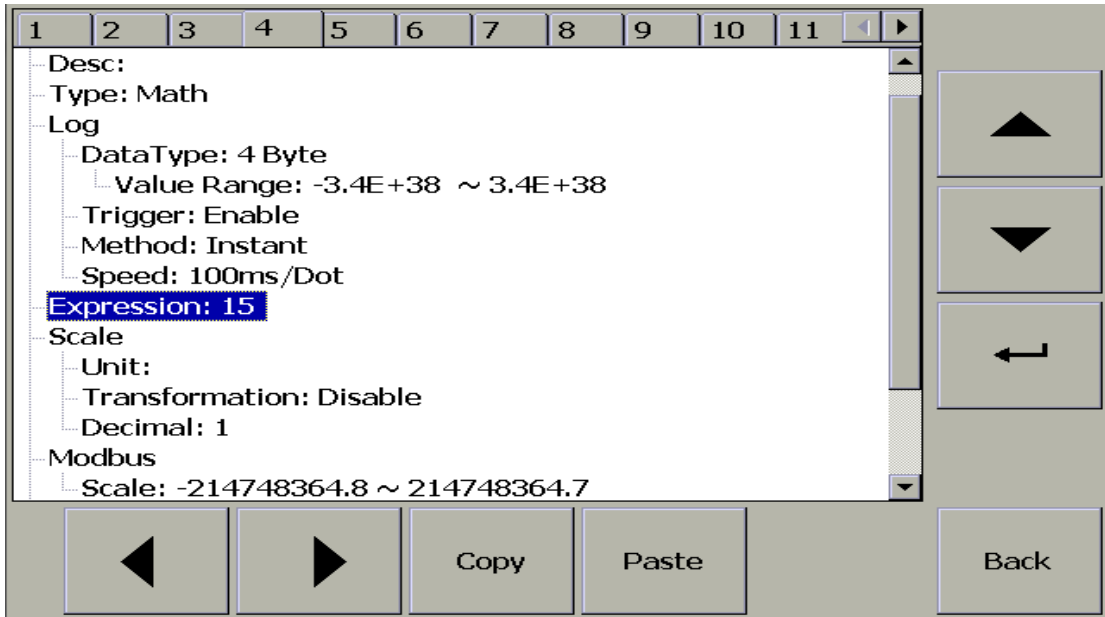 1 2 3 4 5 6 7 8 9 10 11
Desc:
Type: Math
Log
DataType: 4 Byte
Value Range: -3.4E+38 ~ 3.4E+38
Trigger: Enable
Method: Instant
Speed: 100ms/Dot
Expression: 15
Scale
Unit:
Transformation: Disable
Decimal: 1
Modbus
Scale: -214748364.8 ~ 214748364.7
Copy Paste Back